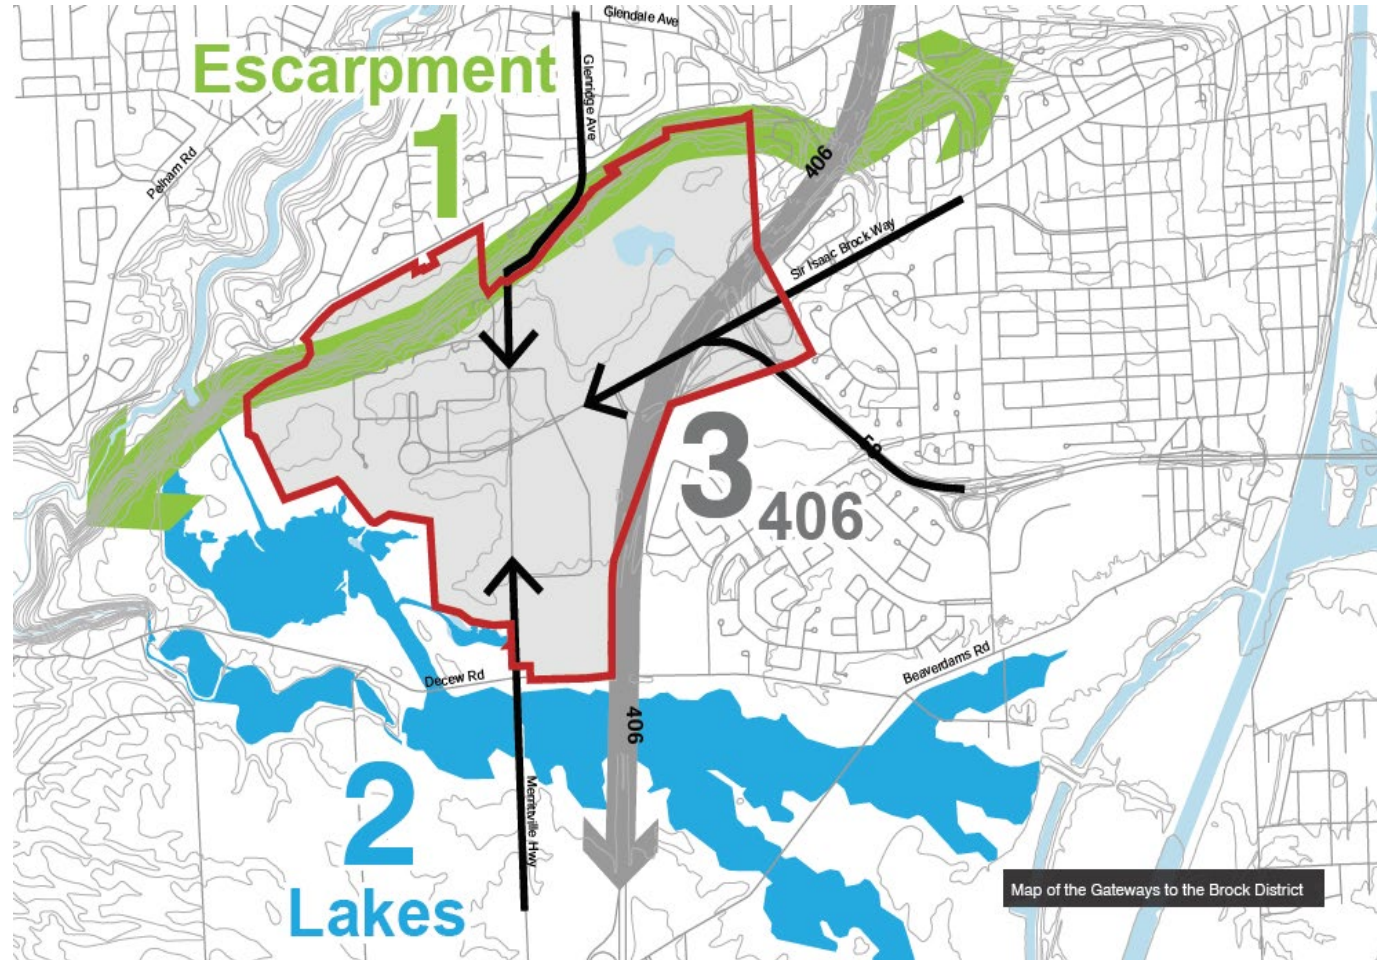 Glendale Ave
Escarpment
Glenridge Ave
1
Pelham Rd
406
Sir Isaac Brock Way
3
406
58
Beaverdams Rd
Decew Rd
406
2
Merrittville Hwy
Lakes
Map of the Gateways to the Brock District